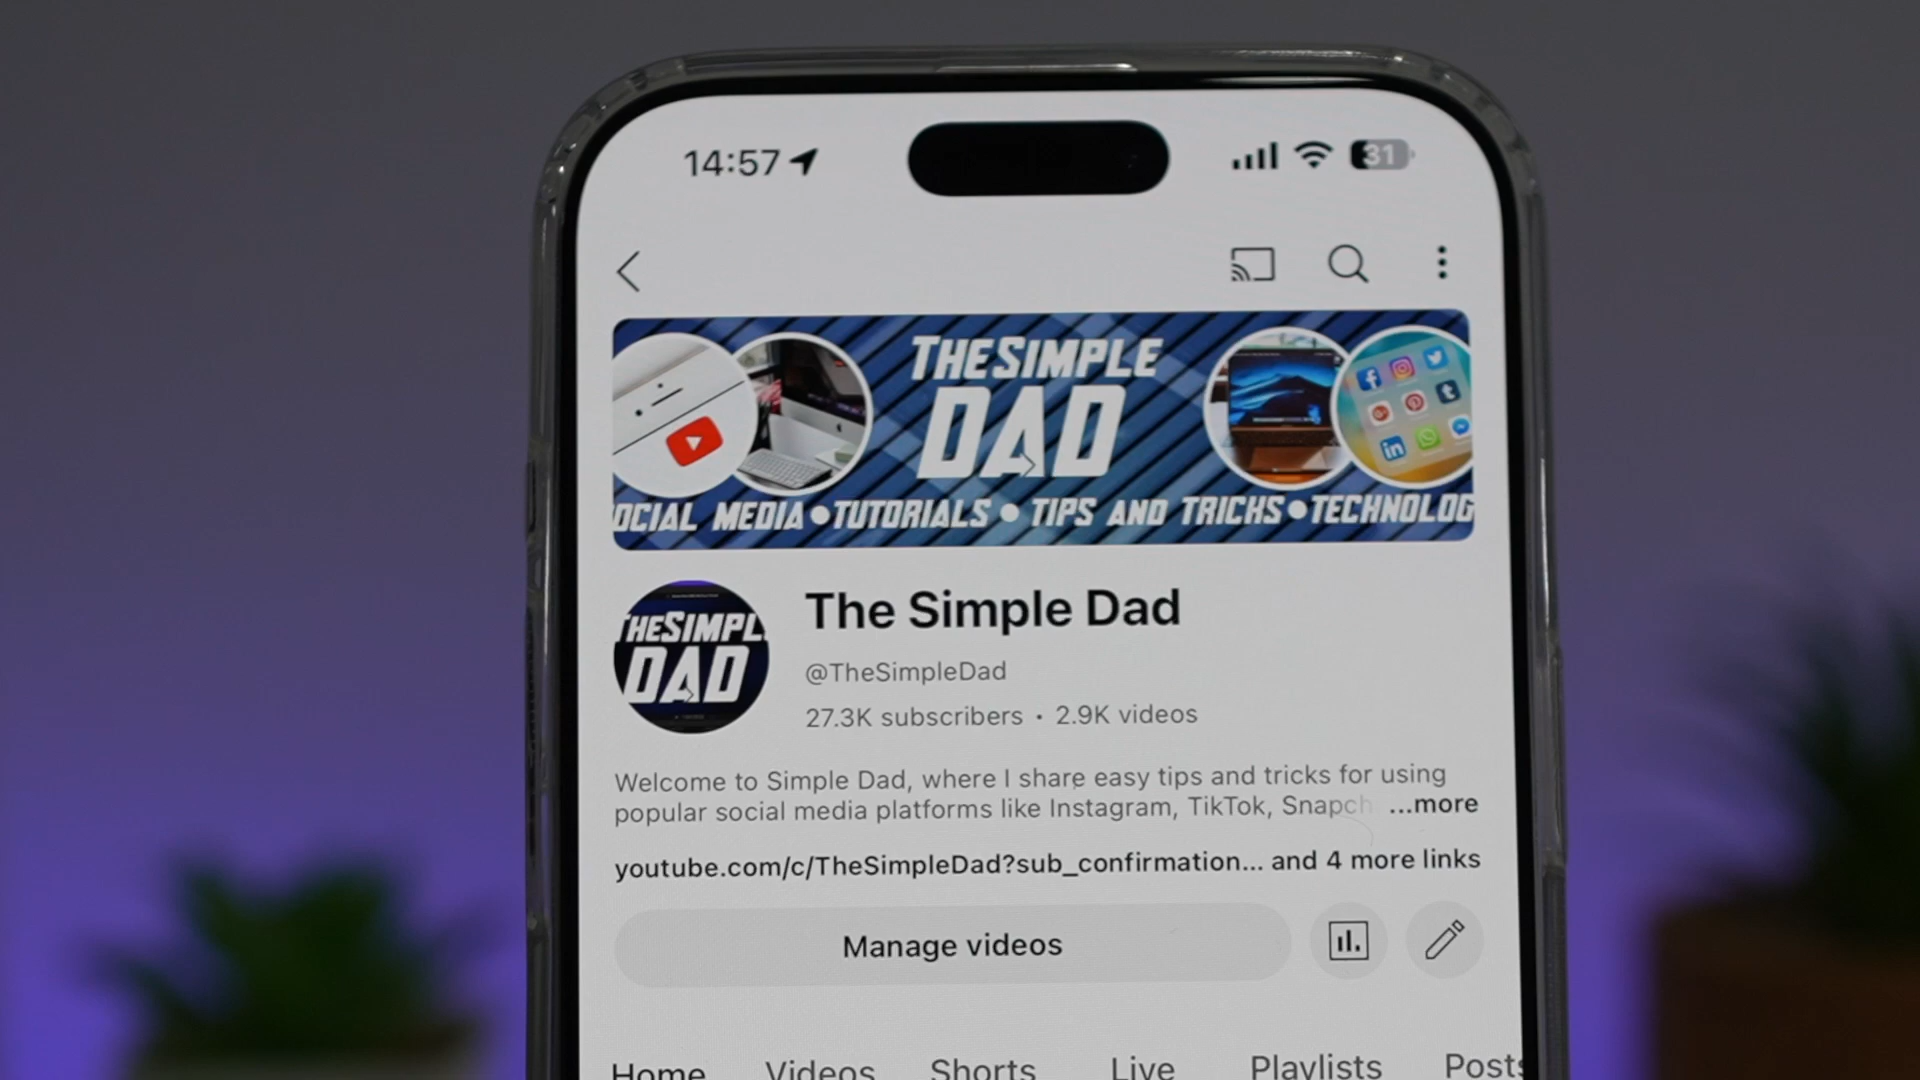 14:57
31
THESIMPLE
DAD
OCIAL MEDIA ● TUTORIALS ● TIPS AND TRICKS ● TECHNOLOG
THESIMPL
DAD
The Simple Dad
@TheSimpleDad
27.3K subscribers • 2.9K videos
Welcome to Simple Dad, where I share easy tips and tricks for using
popular social media platforms like Instagram, TikTok, Snapch ...more
youtube.com/c/TheSimpleDad?sub_confirmation... and 4 more links
Manage videos
Home Videos Shorts Live Playlists Posts